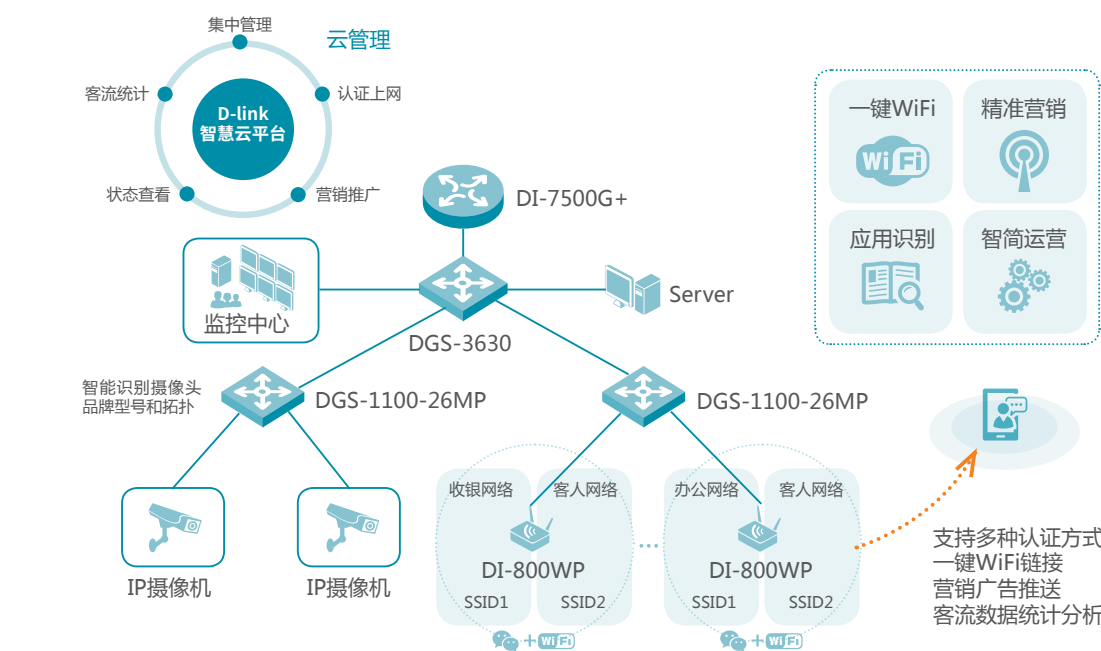 集中管理
云管理
客流统计
认证上网
D-link
智慧云平台
状态查看
营销推广
DI-7500G+
一键WiFi
精准营销
WiFi
应用识别
智简运营
监控中心
Server
DGS-3630
智能识别摄像头
品牌型号和拓扑
DGS-1100-26MP
DGS-1100-26MP
收银网络
客人网络
办公网络
客人网络
IP摄像机
IP摄像机
DI-800WP
...
DI-800WP
SSID1
SSID2
SSID1
SSID2
+ WiFi
+ WiFi
支持多种认证方式
一键WiFi链接
营销广告推送
客流数据统计分析